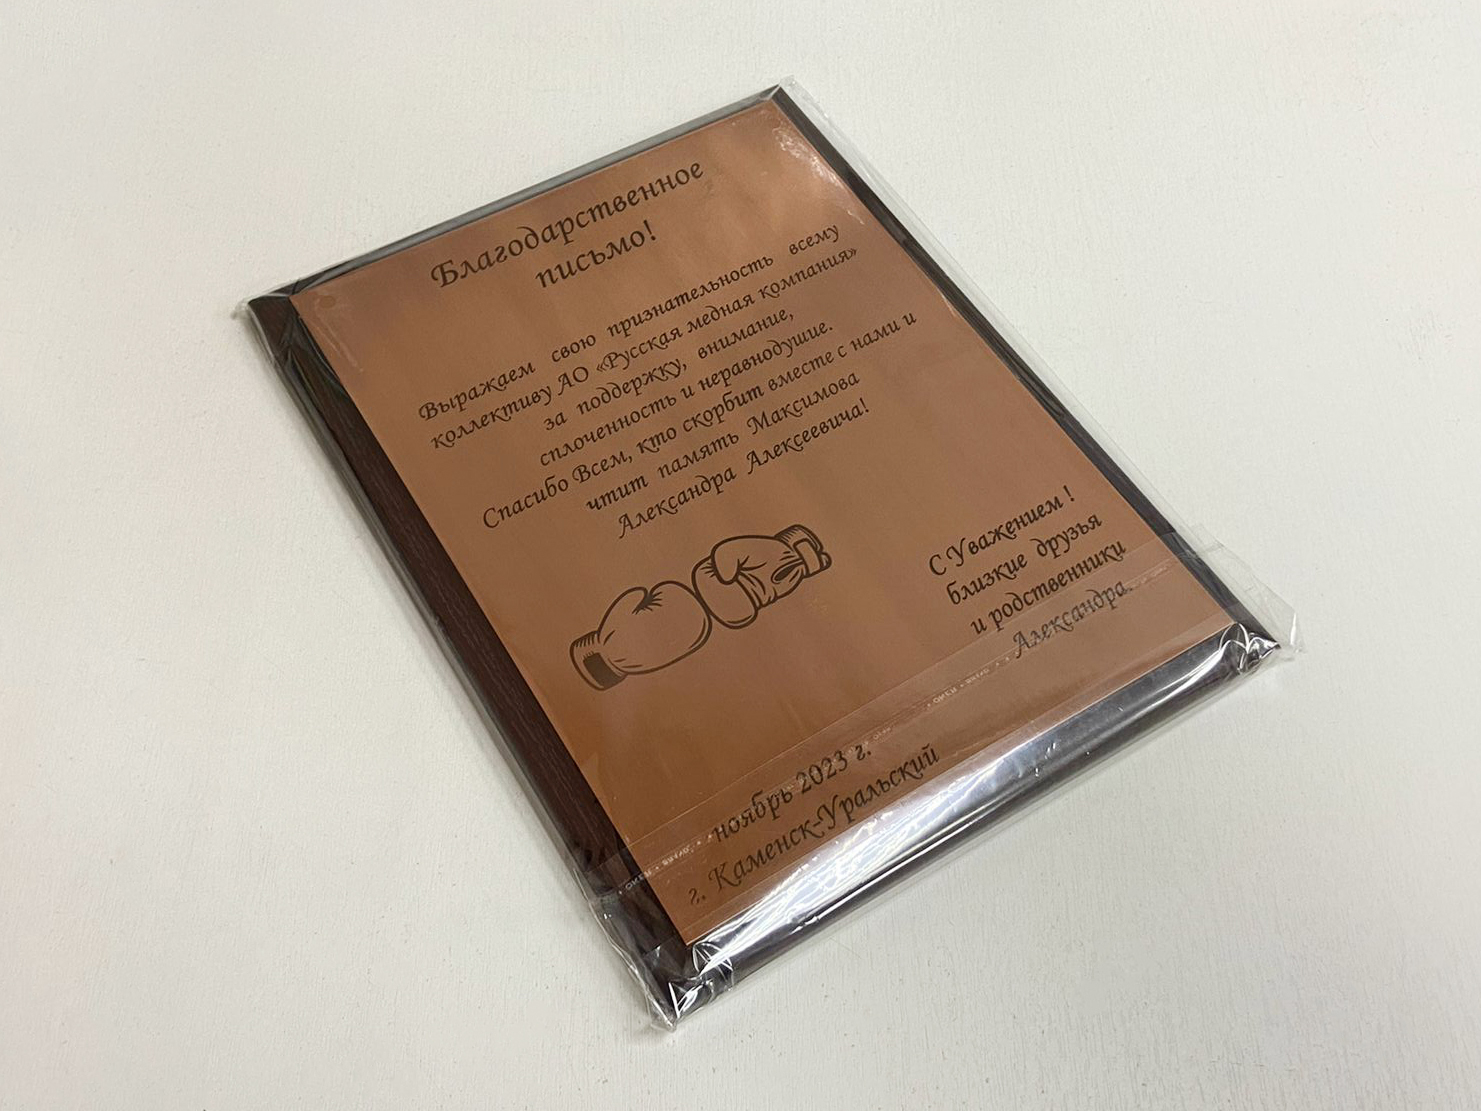 Благодарственное
письмо!
Выражаем свою признательность всему
коллективу АО «Русская медная компания»
за поддержку, внимание,
сплоченность и неравнодушие.
Спасибо Всем, кто скорбит вместе с нами и
чтит память Максимова
Александра Алексеевича!
С Уважением !
близкие друзья
и родственники
Александра.
ноябрь 2023 г.
г. Каменск-Уральский